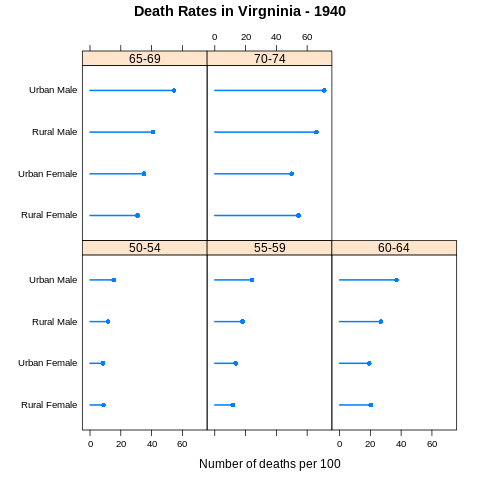 Death Rates in Virgninia - 1940
0 20 40 60
65-69 70-74
Urban Male
Rural Male
Urban Female
Rural Female
50-54 55-59 60-64
Urban Male
Rural Male
Urban Female
Rural Female
0 20 40 60 0 20 40 60
Number of deaths per 100